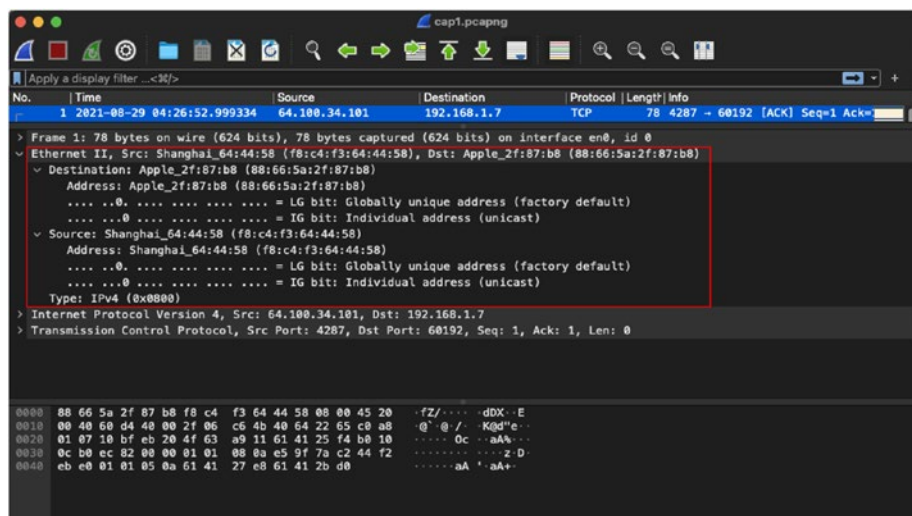 cap1.pcapng
Apply a display filter ...<⌘/>
No. Time Source Destination Protocol Length Info
1 2021-08-29 04:26:52.999334 64.100.34.101 192.168.1.7 TCP 78 4287 → 60192 [ACK] Seq=1 Ack=
> Frame 1: 78 bytes on wire (624 bits), 78 bytes captured (624 bits) on interface en0, id 0
Ethernet II, Src: Shanghai_64:44:58 (f8:c4:f3:64:44:58), Dst: Apple_2f:87:b8 (88:66:5a:2f:87:b8)
Destination: Apple_2f:87:b8 (88:66:5a:2f:87:b8)
Address: Apple_2f:87:b8 (88:66:5a:2f:87:b8)
.... ..0. .... .... .... .... = LG bit: Globally unique address (factory default)
.... ...0 .... .... .... .... = IG bit: Individual address (unicast)
Source: Shanghai_64:44:58 (f8:c4:f3:64:44:58)
Address: Shanghai_64:44:58 (f8:c4:f3:64:44:58)
.... ..0. .... .... .... .... = LG bit: Globally unique address (factory default)
.... ...0 .... .... .... .... = IG bit: Individual address (unicast)
Type: IPv4 (0x0800)
> Internet Protocol Version 4, Src: 64.100.34.101, Dst: 192.168.1.7
> Transmission Control Protocol, Src Port: 4287, Dst Port: 60192, Seq: 1, Ack: 1, Len: 0
0000 88 66 5a 2f 87 b8 f8 c4 f3 64 44 58 08 00 45 20 ·fZ/···· ·dDX··E
0010 00 40 60 d4 40 00 2f 06 c6 4b 40 64 22 65 c0 a8 ·@`·@·/· ·K@d"e··
0020 01 07 10 bf eb 20 4f 63 a9 11 61 41 25 f4 b0 10 ····· Oc ··aA%···
0030 0c b0 ec 82 00 00 01 01 08 0a e5 9f 7a c2 44 f2 ········ ····z·D·
0040 eb e0 01 01 05 0a 61 41 27 e8 61 41 2b d0 ······aA '·aA+·